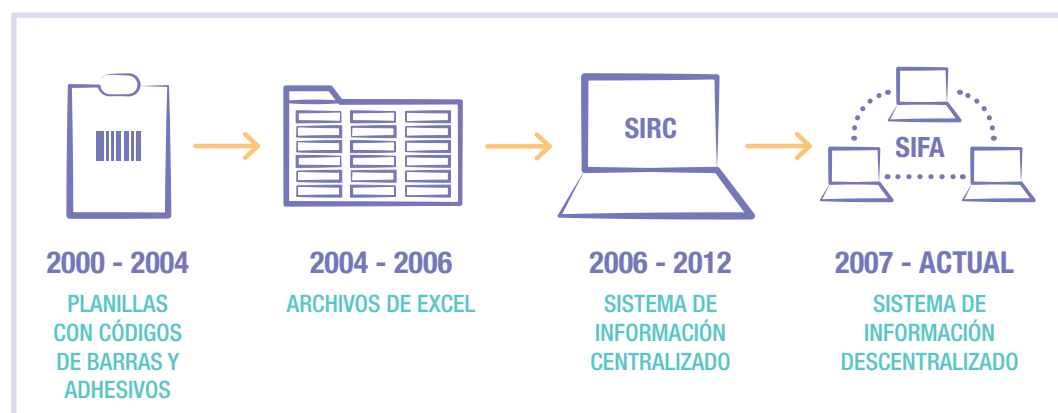 SIRC
SIFA
2000 - 2004
PLANILLAS
CON CÓDIGOS
DE BARRAS Y
ADHESIVOS
2004 - 2006
ARCHIVOS DE EXCEL
2006 - 2012
SISTEMA DE
INFORMACIÓN
CENTRALIZADO
2007 - ACTUAL
SISTEMA DE
INFORMACIÓN
DESCENTRALIZADO